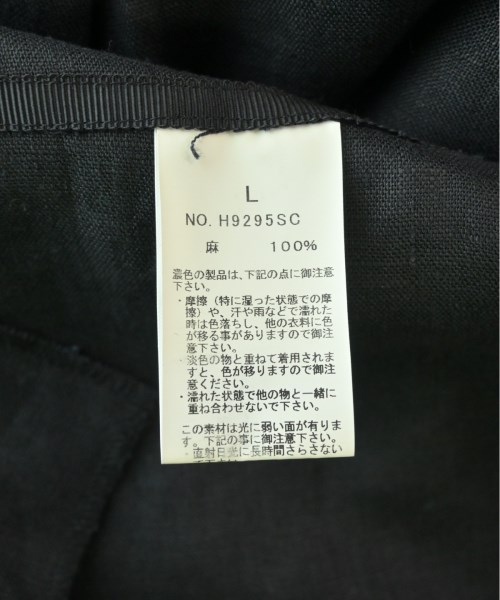 L
NO. H9295SC
麻 100%
濃色の製品は、下記の点に御注意
下さい。
・摩擦（特に湿った状態での摩
擦）や、汗や雨などで濡れた
時は色落ちし、他の衣料に色
が移る事がありますので御注
意下さい。
・淡色の物と重ねて着用されま
すと、色が移りますので御注
意ください。
・濡れた状態で他の物と一緒に
重ね合わせないで下さい。
この素材は光に弱い面が有りま
す。下記の事に御注意下さい。
・直射日光に長時間さらさない
で下さい。